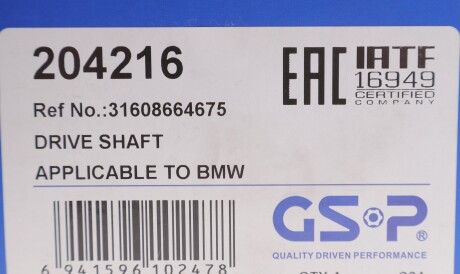 204216
EAC IATF
16949
CERTIFIED
COMPANY
Ref No.:31608664675
DRIVE SHAFT
APPLICABLE TO BMW
GSP
QUALITY DRIVEN PERFORMANCE
6 941596 102478